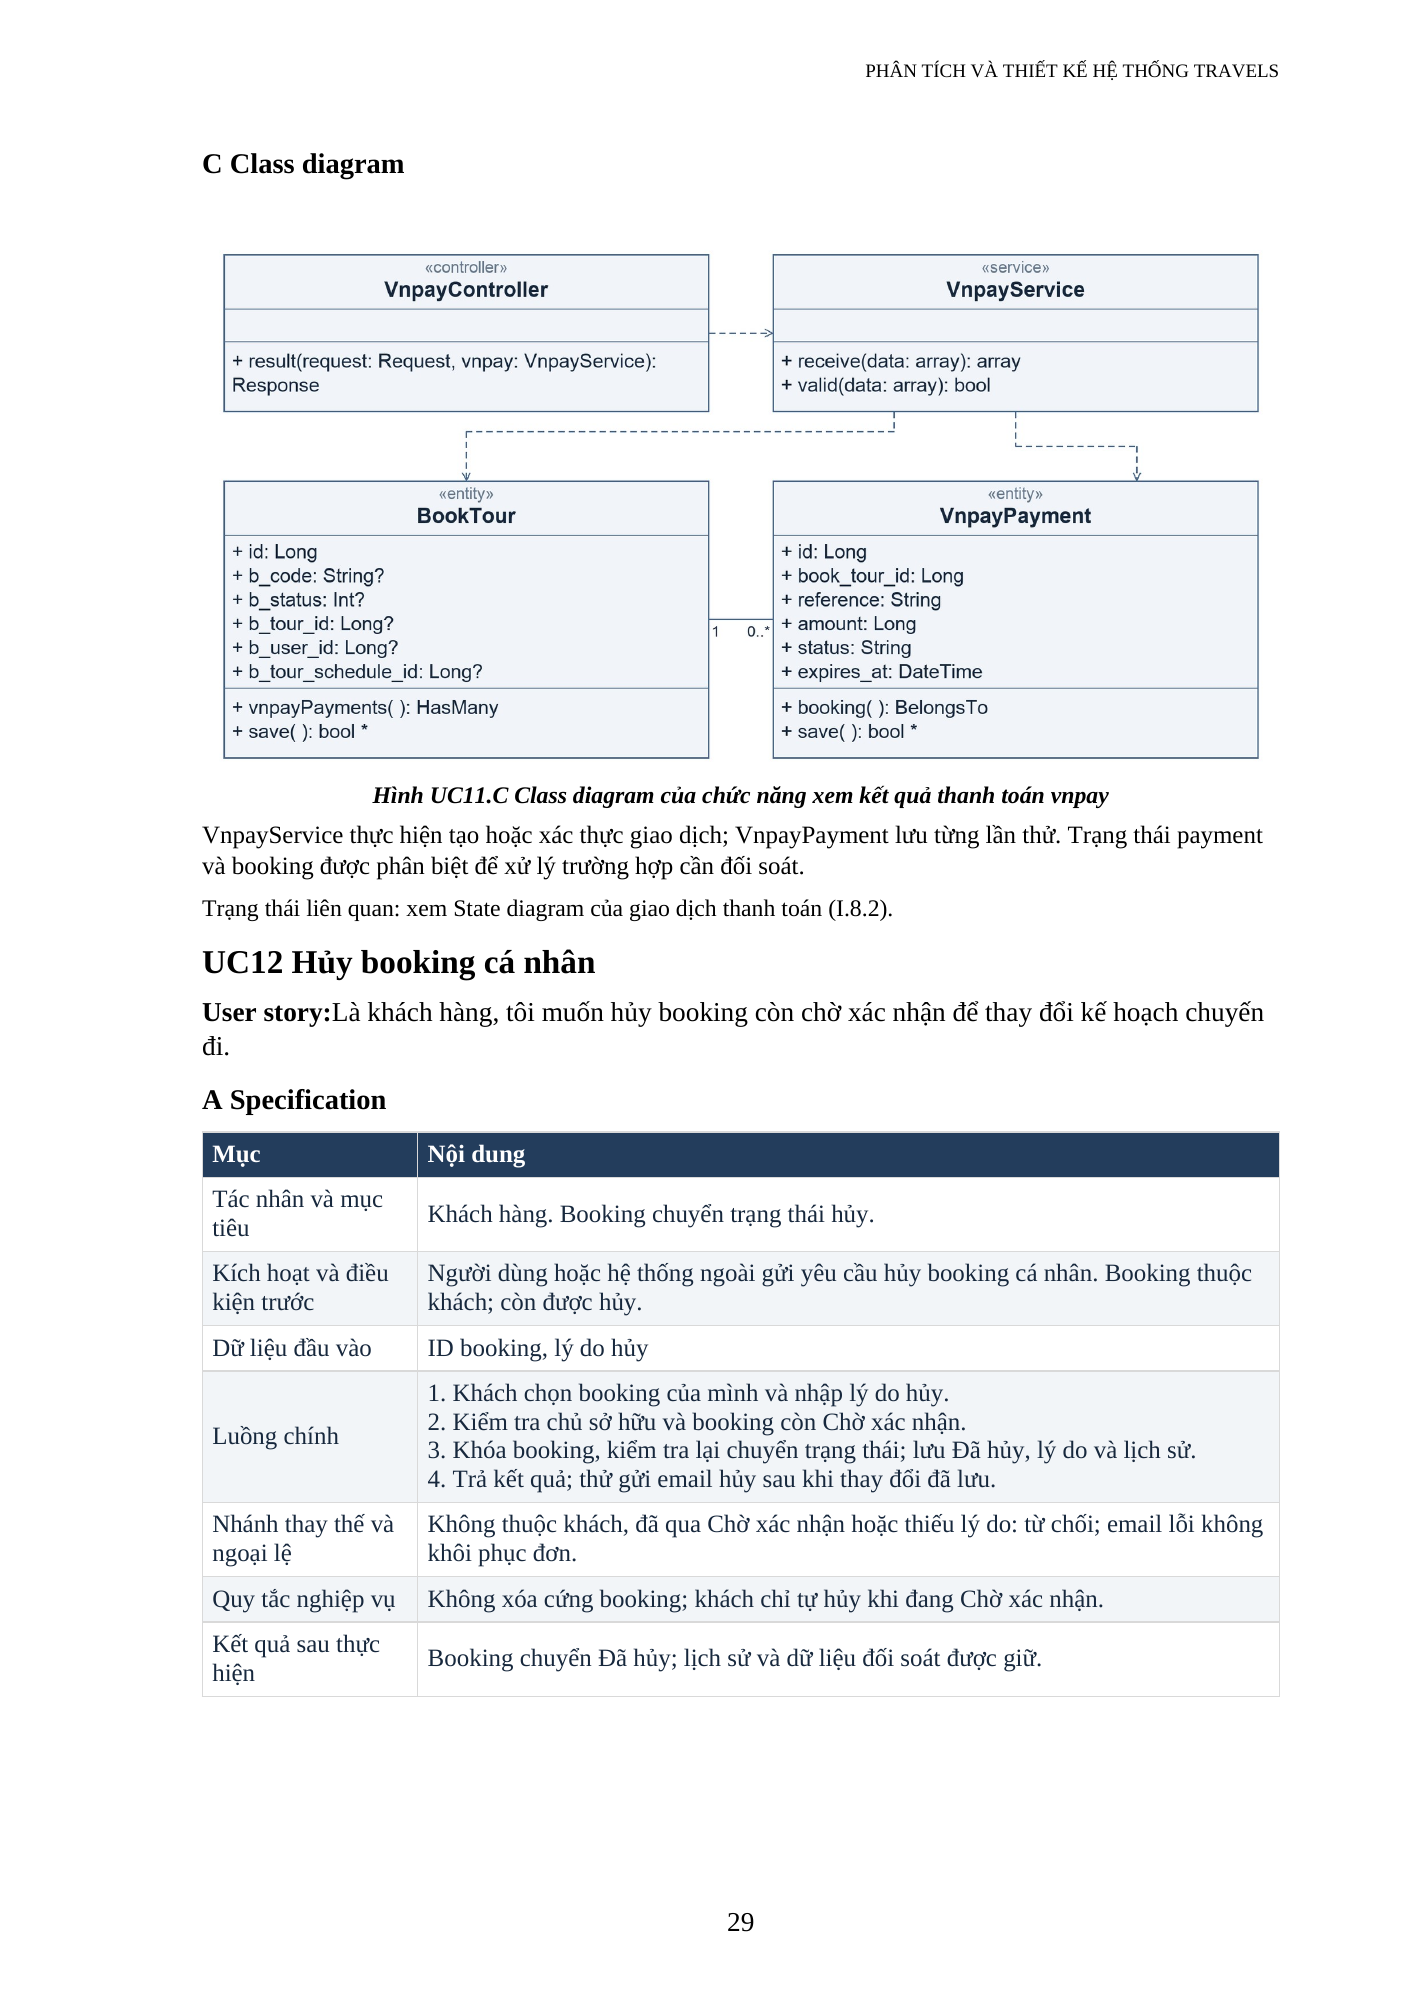 PHÂN TÍCH VÀ THIẾT KẾ HỆ THỐNG TRAVELS
C Class diagram
«controller»
VnpayController
+ result(request: Request, vnpay: VnpayService):
Response
«service»
VnpayService
+ receive(data: array): array
+ valid(data: array): bool
«entity»
BookTour
+ id: Long
+ b_code: String?
+ b_status: Int?
+ b_tour_id: Long?
+ b_user_id: Long?
+ b_tour_schedule_id: Long?
+ vnpayPayments( ): HasMany
+ save( ): bool *
1 0..*
«entity»
VnpayPayment
+ id: Long
+ book_tour_id: Long
+ reference: String
+ amount: Long
+ status: String
+ expires_at: DateTime
+ booking( ): BelongsTo
+ save( ): bool *
Hình UC11.C Class diagram của chức năng xem kết quả thanh toán vnpay
VnpayService thực hiện tạo hoặc xác thực giao dịch; VnpayPayment lưu từng lần thử. Trạng thái payment
và booking được phân biệt để xử lý trường hợp cần đối soát.
Trạng thái liên quan: xem State diagram của giao dịch thanh toán (I.8.2).
UC12 Hủy booking cá nhân
User story:Là khách hàng, tôi muốn hủy booking còn chờ xác nhận để thay đổi kế hoạch chuyến
đi.
A Specification
Mục
Nội dung
Tác nhân và mục
tiêu
Khách hàng. Booking chuyển trạng thái hủy.
Kích hoạt và điều
kiện trước
Người dùng hoặc hệ thống ngoài gửi yêu cầu hủy booking cá nhân. Booking thuộc
khách; còn được hủy.
Dữ liệu đầu vào
ID booking, lý do hủy
Luồng chính
1. Khách chọn booking của mình và nhập lý do hủy.
2. Kiểm tra chủ sở hữu và booking còn Chờ xác nhận.
3. Khóa booking, kiểm tra lại chuyển trạng thái; lưu Đã hủy, lý do và lịch sử.
4. Trả kết quả; thử gửi email hủy sau khi thay đổi đã lưu.
Nhánh thay thế và
ngoại lệ
Không thuộc khách, đã qua Chờ xác nhận hoặc thiếu lý do: từ chối; email lỗi không
khôi phục đơn.
Quy tắc nghiệp vụ
Không xóa cứng booking; khách chỉ tự hủy khi đang Chờ xác nhận.
Kết quả sau thực
hiện
Booking chuyển Đã hủy; lịch sử và dữ liệu đối soát được giữ.
29